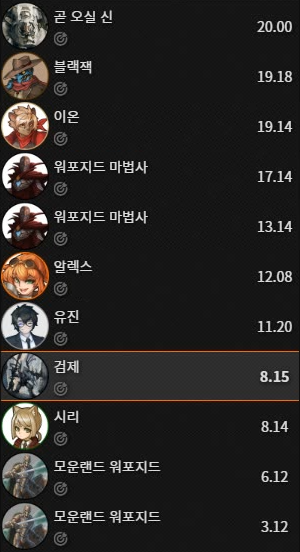 곧 오실 신
20.00
블랙잭
19.18
이온
19.14
워포지드 마법사
17.14
워포지드 마법사
13.14
알렉스
12.08
유진
11.20
검제
8.15
시리
8.14
모운랜드 워포지드
6.12
모운랜드 워포지드
3.12